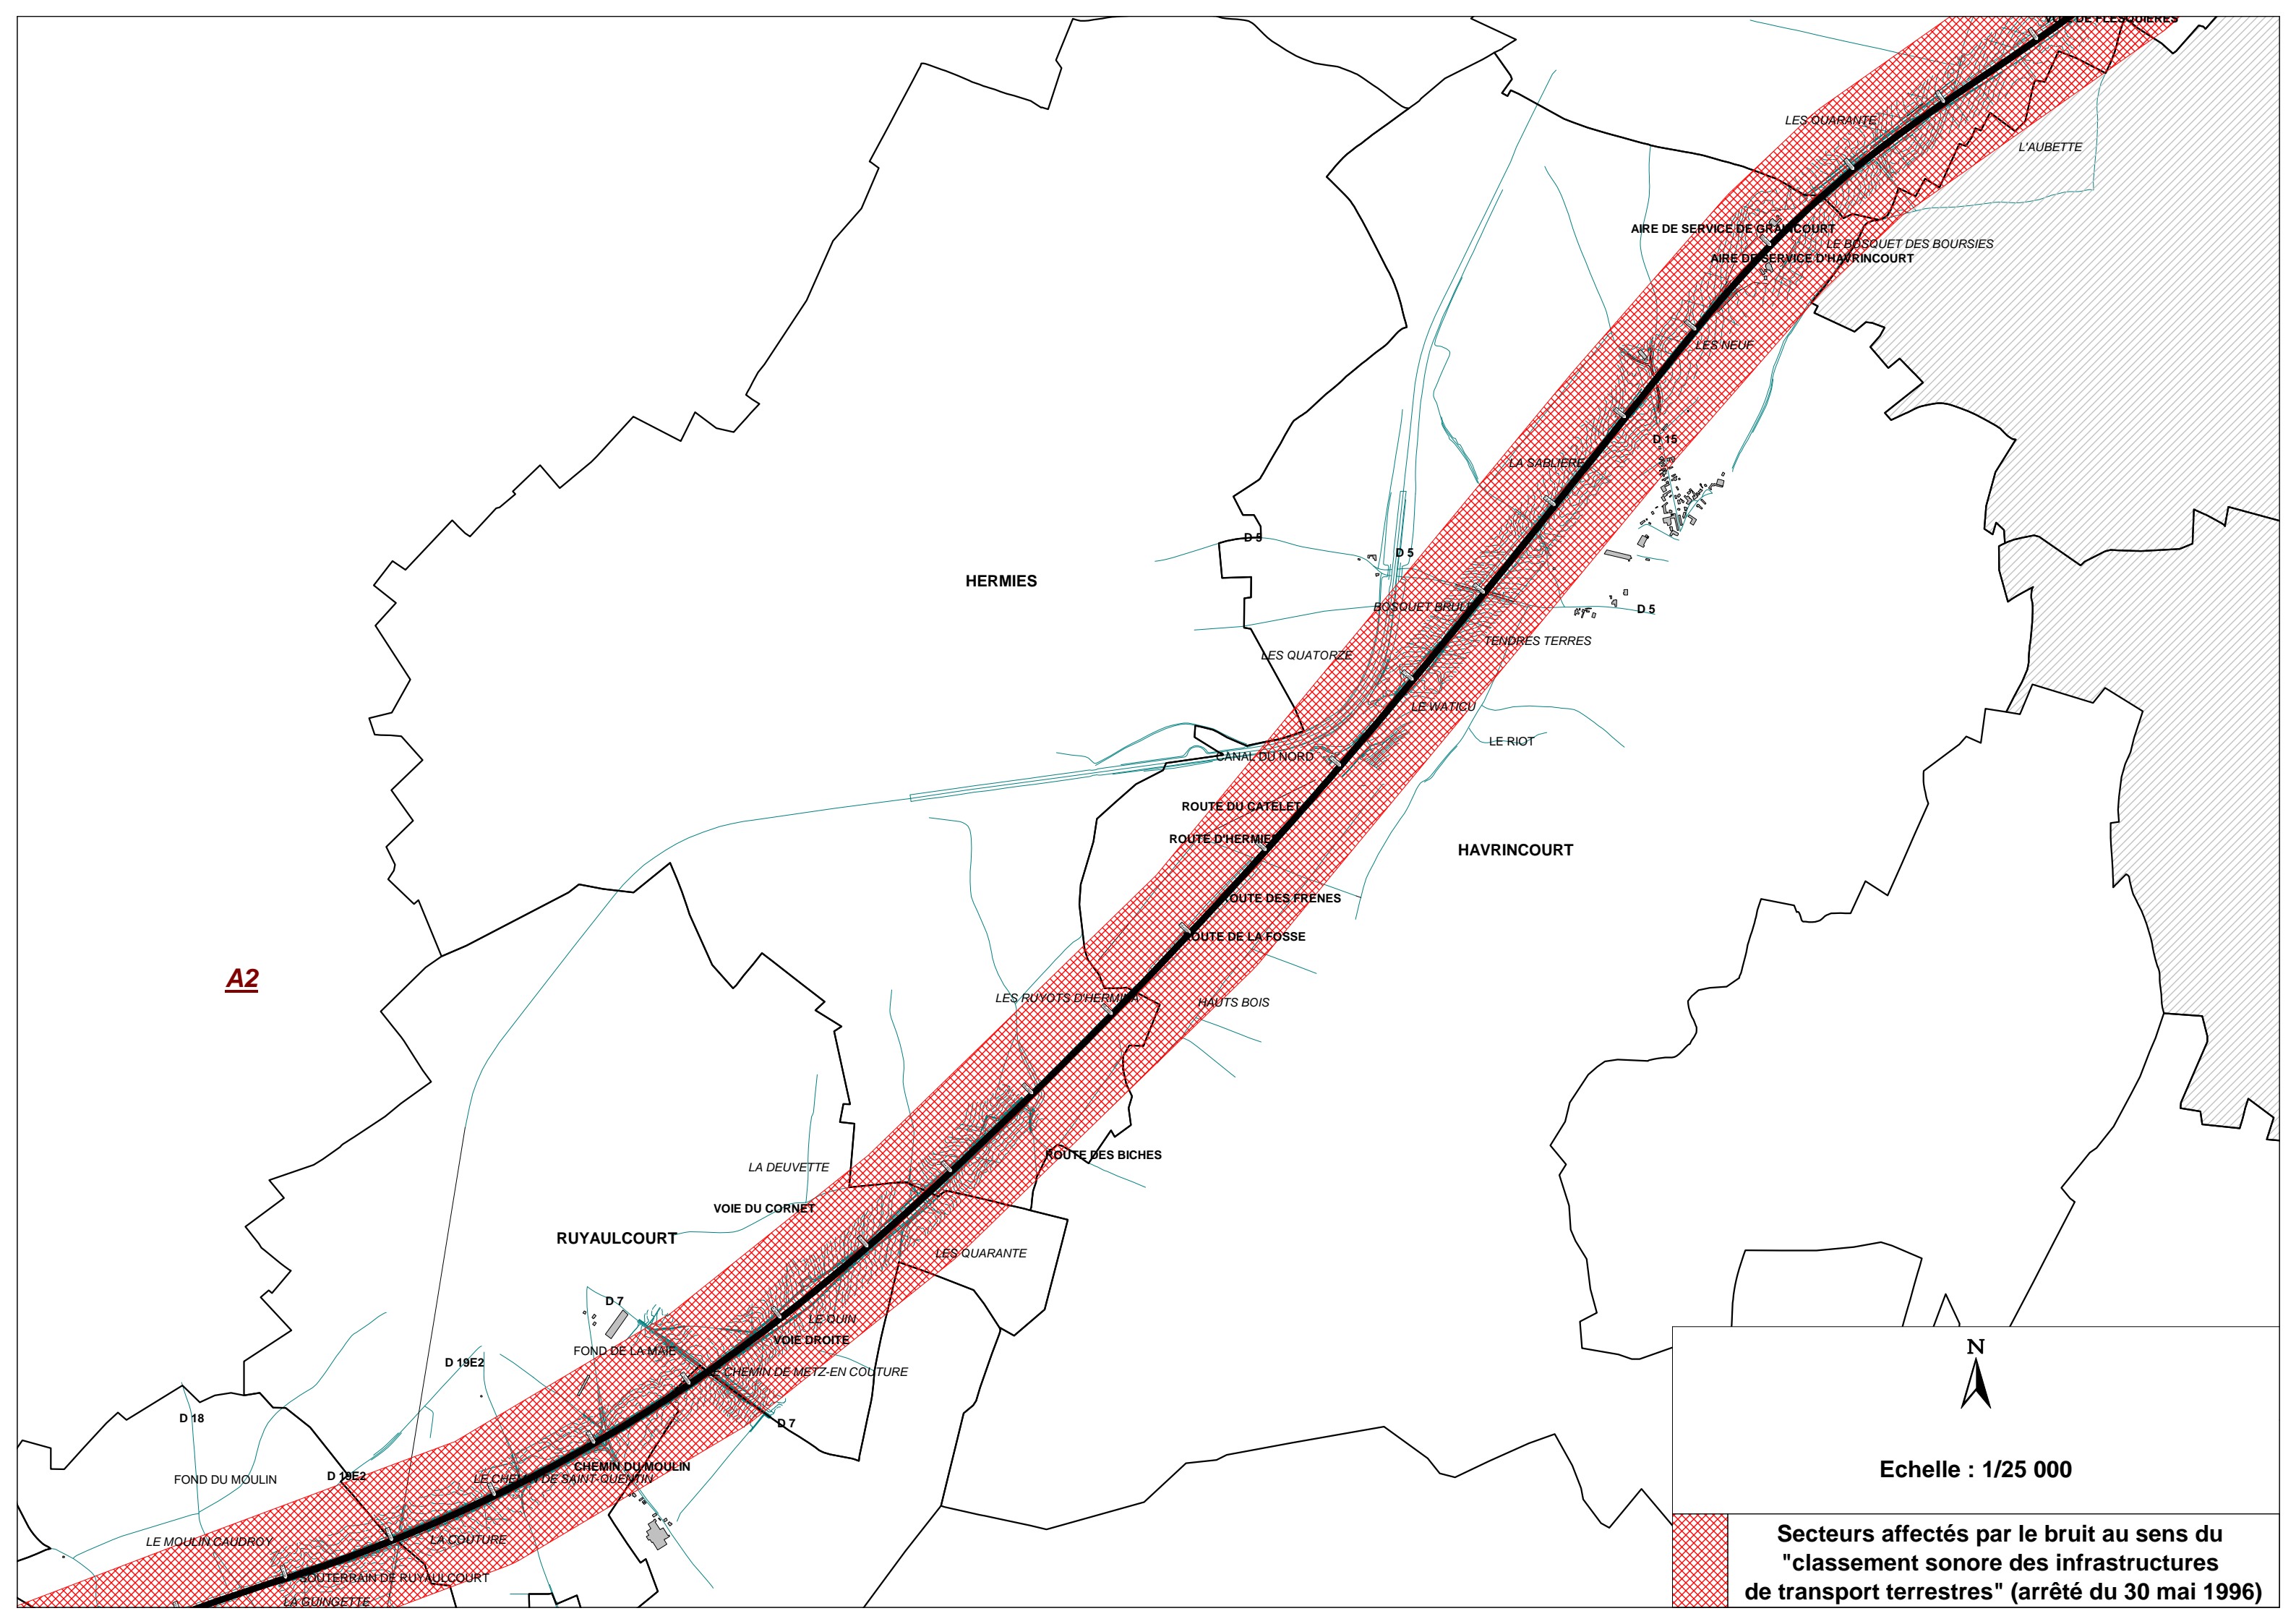 VOIE DE FLESQUIERES
LES QUARANTE
L'AUBETTE
AIRE DE SERVICE DE GRAINCOURT
LE BOSQUET DES BOURSIES
AIRE DE SERVICE D'HAVRINCOURT
LES NEUF
D 15
LA SABLIERE
D 5
D 5
HERMIES
BOSQUET BRULE
D 5
TENDRES TERRES
LES QUATORZE
LE WATICU
LE RIOT
CANAL DU NORD
ROUTE DU CATELET
ROUTE D'HERMIES
HAVRINCOURT
ROUTE DES FRENES
ROUTE DE LA FOSSE
A2
LES RUYOTS D'HERMINA
HAUTS BOIS
ROUTE DES BICHES
LA DEUVETTE
VOIE DU CORNET
RUYAULCOURT
LES QUARANTE
D 7
LE QUIN
VOIE DROITE
FOND DE LA MAIE
D 19E2
LE CHEMIN DE METZ-EN COUTURE
D 18
D 7
CHEMIN DU MOULIN
FOND DU MOULIN
D 19E2
LE CHEMIN DE SAINT-QUENTIN
LE MOULIN CAUDROY
LA COUTURE
SOUTERRAIN DE RUYAULCOURT
LA GUINGETTE
N
Echelle : 1/25 000
Secteurs affectés par le bruit au sens du
"classement sonore des infrastructures
de transport terrestres" (arrêté du 30 mai 1996)